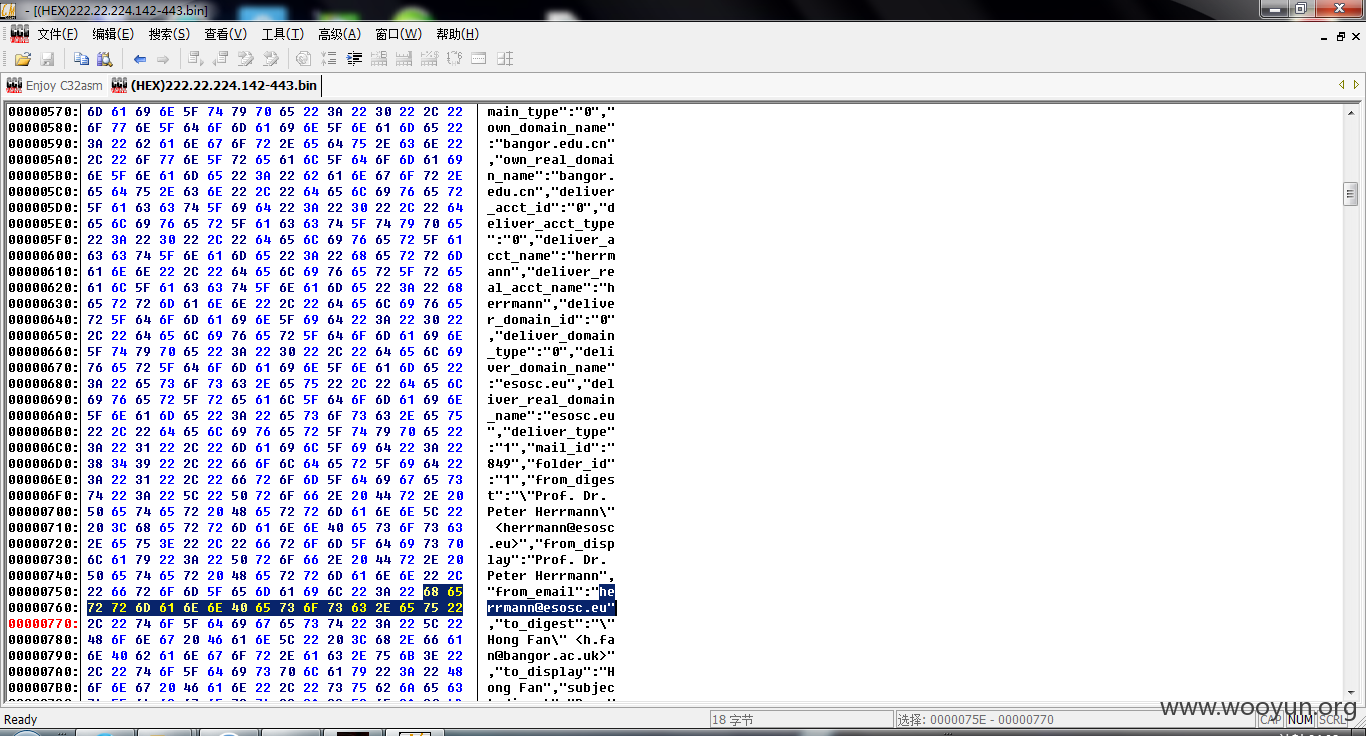 - [(HEX)222.22.224.142-443.bin]
文件(F) 编辑(E) 搜索(S) 查看(V) 工具(T) 高级(A) 窗口(W) 帮助(H)
Enjoy C32asm (HEX)222.22.224.142-443.bin
00000570: 6D 61 69 6E 5F 74 79 70 65 22 3A 22 30 22 2C 22 main_type":"0","
00000580: 6F 77 6E 5F 64 6F 6D 61 69 6E 5F 6E 61 6D 65 22 own_domain_name"
00000590: 3A 22 62 61 6E 67 6F 72 2E 65 64 75 2E 63 6E 22 :"bangor.edu.cn"
000005A0: 2C 22 6F 77 6E 5F 72 65 61 6C 5F 64 6F 6D 61 69 ,"own_real_domai
000005B0: 6E 5F 6E 61 6D 65 22 3A 22 62 61 6E 67 6F 72 2E n_name":"bangor.
000005C0: 65 64 75 2E 63 6E 22 2C 22 64 65 6C 69 76 65 72 edu.cn","deliver
000005D0: 5F 61 63 63 74 5F 69 64 22 3A 22 30 22 2C 22 64 _acct_id":"0","d
000005E0: 65 6C 69 76 65 72 5F 61 63 63 74 5F 74 79 70 65 eliver_acct_type
000005F0: 22 3A 22 30 22 2C 22 64 65 6C 69 76 65 72 5F 61 ":"0","deliver_a
00000600: 63 63 74 5F 6E 61 6D 65 22 3A 22 68 65 72 72 6D cct_name":"herrm
00000610: 61 6E 6E 22 2C 22 64 65 6C 69 76 65 72 5F 72 65 ann","deliver_re
00000620: 61 6C 5F 61 63 63 74 5F 6E 61 6D 65 22 3A 22 68 al_acct_name":"h
00000630: 65 72 72 6D 61 6E 6E 22 2C 22 64 65 6C 69 76 65 errmann","delive
00000640: 72 5F 64 6F 6D 61 69 6E 5F 69 64 22 3A 22 30 22 r_domain_id":"0"
00000650: 2C 22 64 65 6C 69 76 65 72 5F 64 6F 6D 61 69 6E ,"deliver_domain
00000660: 5F 74 79 70 65 22 3A 22 30 22 2C 22 64 65 6C 69 _type":"0","deli
00000670: 76 65 72 5F 64 6F 6D 61 69 6E 5F 6E 61 6D 65 22 ver_domain_name"
00000680: 3A 22 65 73 6F 73 63 2E 65 75 22 2C 22 64 65 6C :"esosc.eu","del
00000690: 69 76 65 72 5F 72 65 61 6C 5F 64 6F 6D 61 69 6E iver_real_domain
000006A0: 5F 6E 61 6D 65 22 3A 22 65 73 6F 73 63 2E 65 75 _name":"esosc.eu
000006B0: 22 2C 22 64 65 6C 69 76 65 72 5F 74 79 70 65 22 ","deliver_type"
000006C0: 3A 22 31 22 2C 22 6D 61 69 6C 5F 69 64 22 3A 22 :"1","mail_id":"
000006D0: 38 34 39 22 2C 22 66 6F 6C 64 65 72 5F 69 64 22 849","folder_id"
000006E0: 3A 22 31 22 2C 22 66 72 6F 6D 5F 64 69 67 65 73 :"1","from_diges
000006F0: 74 22 3A 22 5C 22 50 72 6F 66 2E 20 44 72 2E 20 t":"\"Prof. Dr.
00000700: 50 65 74 65 72 20 48 65 72 72 6D 61 6E 6E 5C 22 Peter Herrmann\"
00000710: 20 3C 68 65 72 72 6D 61 6E 6E 40 65 73 6F 73 63 <herrmann@esosc
00000720: 2E 65 75 3E 22 2C 22 66 72 6F 6D 5F 64 69 73 70 .eu>","from_disp
00000730: 6C 61 79 22 3A 22 50 72 6F 66 2E 20 44 72 2E 20 lay":"Prof. Dr.
00000740: 50 65 74 65 72 20 48 65 72 72 6D 61 6E 6E 22 2C Peter Herrmann",
00000750: 22 66 72 6F 6D 5F 65 6D 61 69 6C 22 3A 22 68 65 "from_email":"he
00000760: 72 72 6D 61 6E 6E 40 65 73 6F 73 63 2E 65 75 22 rrmann@esosc.eu"
00000770: 2C 22 74 6F 5F 64 69 67 65 73 74 22 3A 22 5C 22 ,"to_digest":"\"
00000780: 48 6F 6E 67 20 46 61 6E 5C 22 20 3C 68 2E 66 61 Hong Fan\" <h.fa
00000790: 6E 40 62 61 6E 67 6F 72 2E 61 63 2E 75 6B 3E 22 n@bangor.ac.uk>"
000007A0: 2C 22 74 6F 5F 64 69 73 70 6C 61 79 22 3A 22 48 ,"to_display":"H
000007B0: 6F 6E 67 20 46 61 6E 22 2C 22 73 75 62 6A 65 63 ong Fan","subjec
www.wooyun.org
Ready 18 字节 选择: 0000075E - 00000770 CAP NUM SCRL